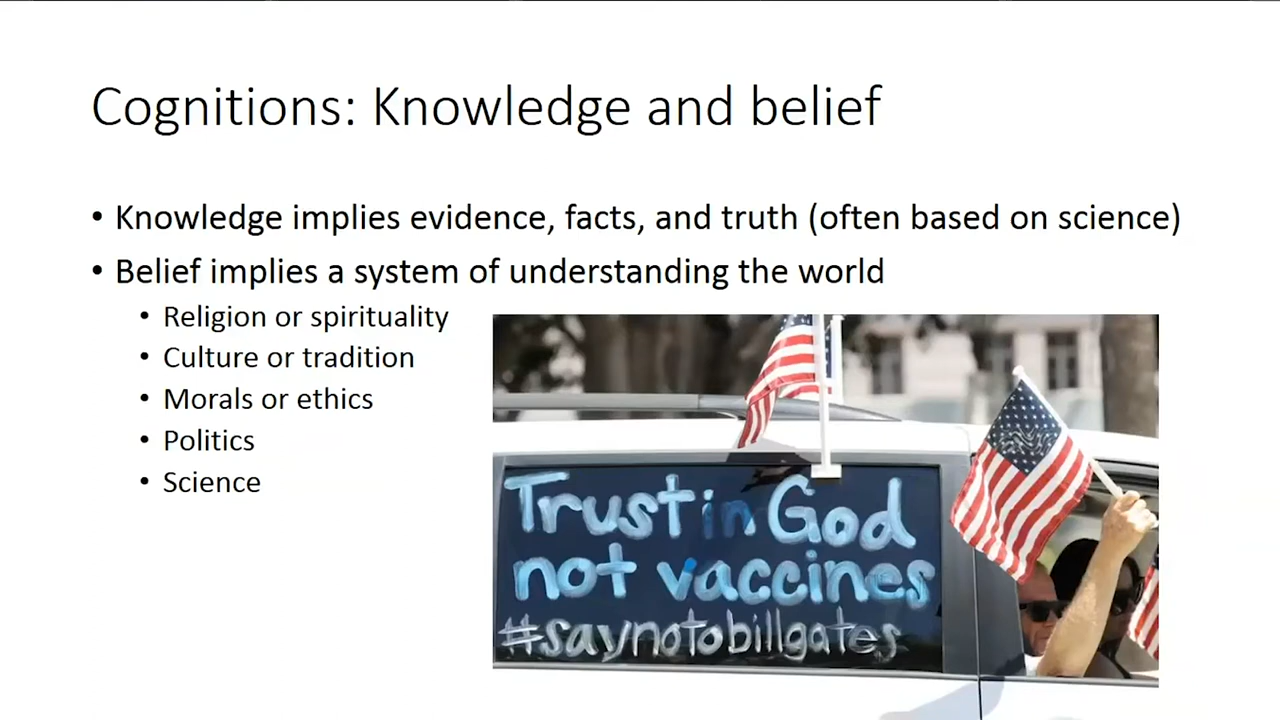 Cognitions: Knowledge and belief
• Knowledge implies evidence, facts, and truth (often based on science)
• Belief implies a system of understanding the world
• Religion or spirituality
• Culture or tradition
• Morals or ethics
• Politics
• Science
Trust in God
not vaccines
#saynotobillgates